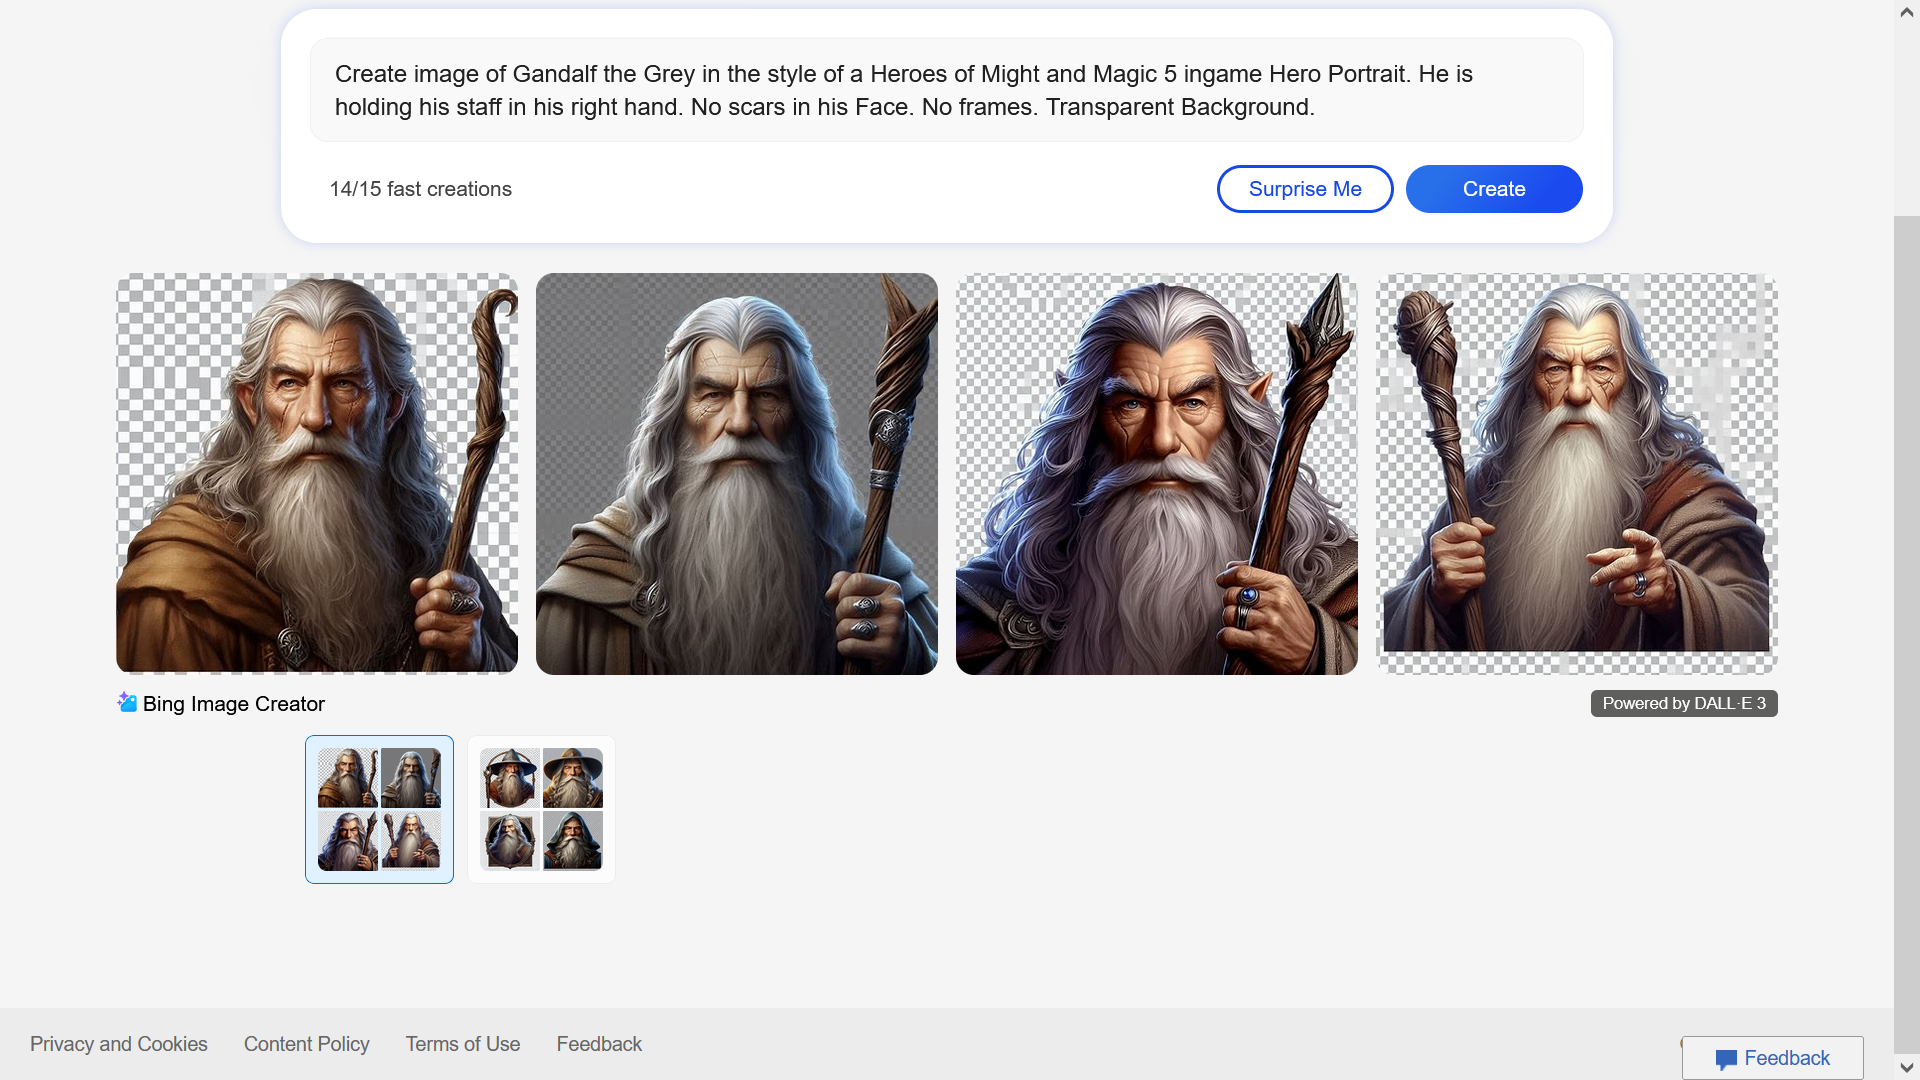 Create image of Gandalf the Grey in the style of a Heroes of Might and Magic 5 ingame Hero Portrait. He is
holding his staff in his right hand. No scars in his Face. No frames. Transparent Background.
14/15 fast creations
Surprise Me
Create
Bing Image Creator
Powered by DALL·E 3
Privacy and Cookies
Content Policy
Terms of Use
Feedback
Feedback